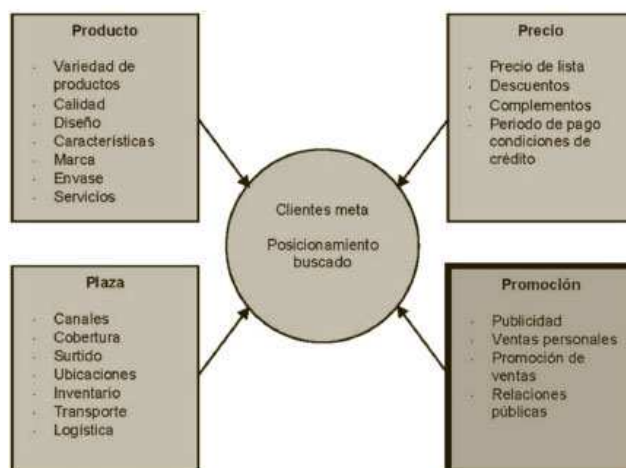 Producto
Variedad de
productos
Calidad
Diseño
Características
Marca
Envase
Servicios
Precio
Precio de lista
Descuentos
Complementos
Periodo de pago
condiciones de
crédito
Clientes meta
Posicionamiento
buscado
Plaza
Canales
Cobertura
Surtido
Ubicaciones
Inventario
Transporte
Logística
Promoción
Publicidad
Ventas personales
Promoción de
ventas
Relaciones
públicas